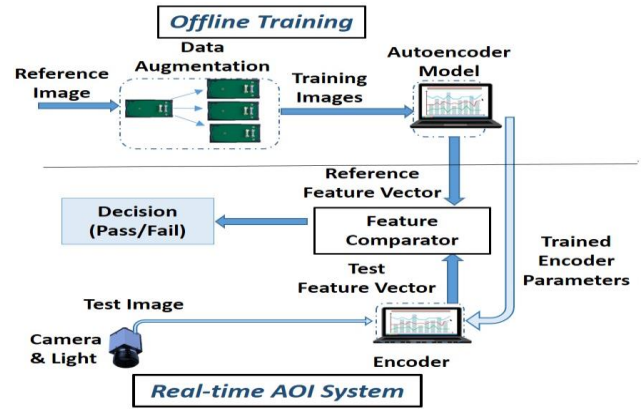 Offline Training
Data
Augmentation
Reference
Image
Training
Images
Autoencoder
Model
Reference
Feature Vector
Decision
(Pass/Fail)
Feature
Comparator
Trained
Encoder
Parameters
Test
Feature Vector
Test Image
Camera
& Light
Encoder
Real-time AOI System